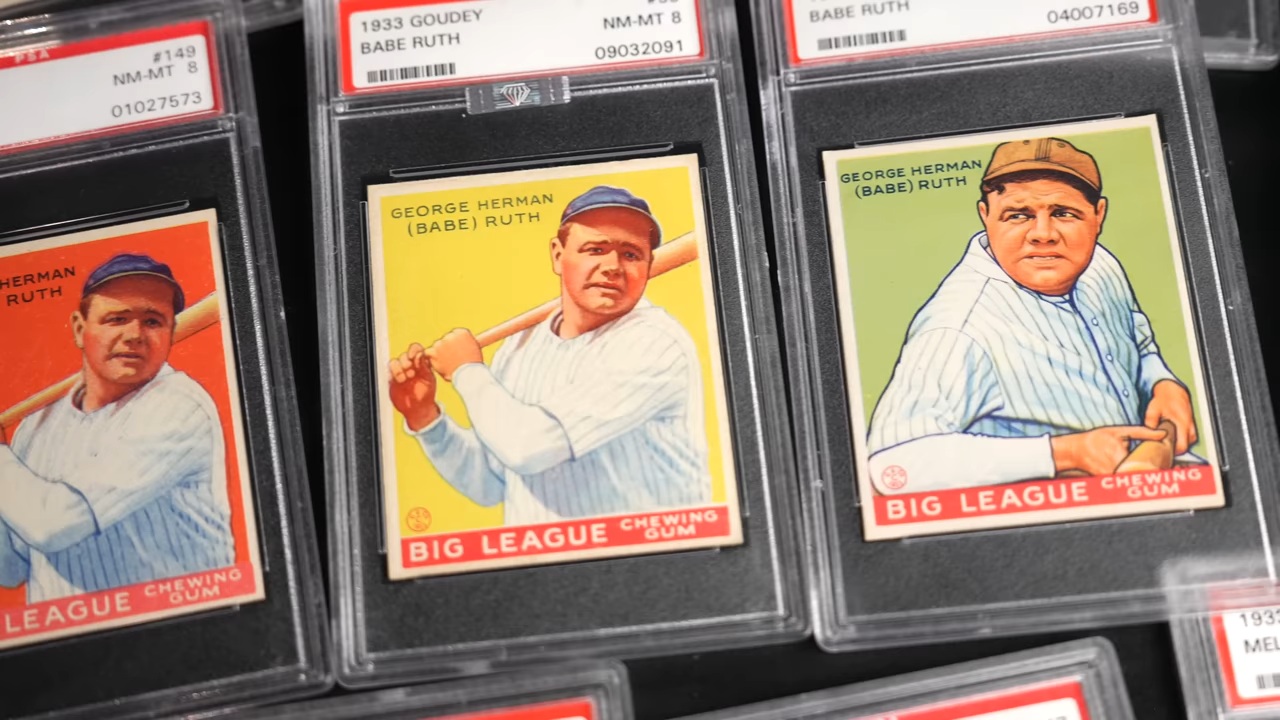 PSA
#149
NM-MT 8
01027573
HERMAN
RUTH
LEAGUE CHEWING
GUM
1933 GOUDEY
BABE RUTH
NM-MT 8
09032091
GEORGE HERMAN
(BABE) RUTH
BIG LEAGUE CHEWING
GUM
BABE RUTH
04007169
GEORGE HERMAN
(BABE) RUTH
BIG LEAGUE CHEWING
GUM